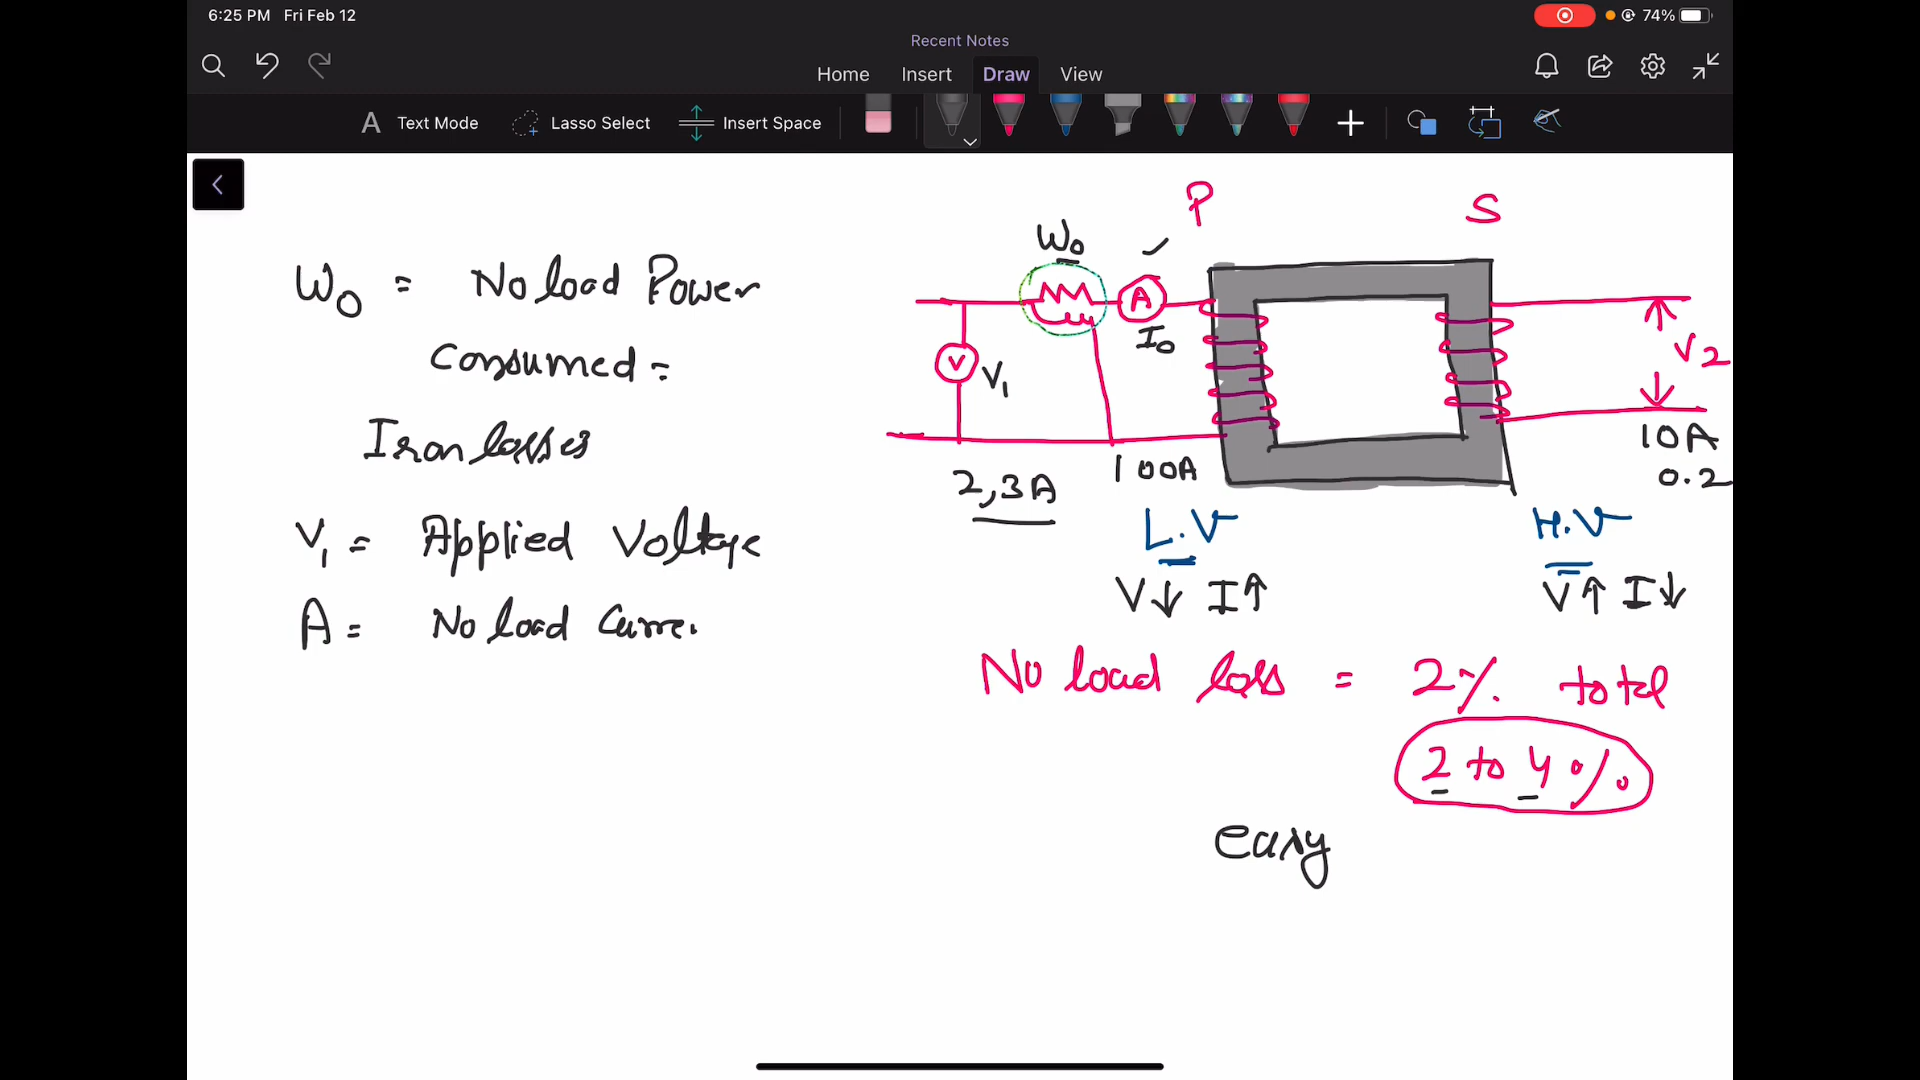 6:25 PM Fri Feb 12
74%
Recent Notes
Home Insert Draw View
A Text Mode Lasso Select Insert Space
W0 = No load Power
Consumed =
Iron losses
V1 = Applied Voltage
A = No load Curre
P S
W0
A
I0
V V1
V2
2,3A 100A
10A
0.2
L.V H.V
V↓ I↑ V↑ I↓
No load loss = 2% total
2 to 4%
easy